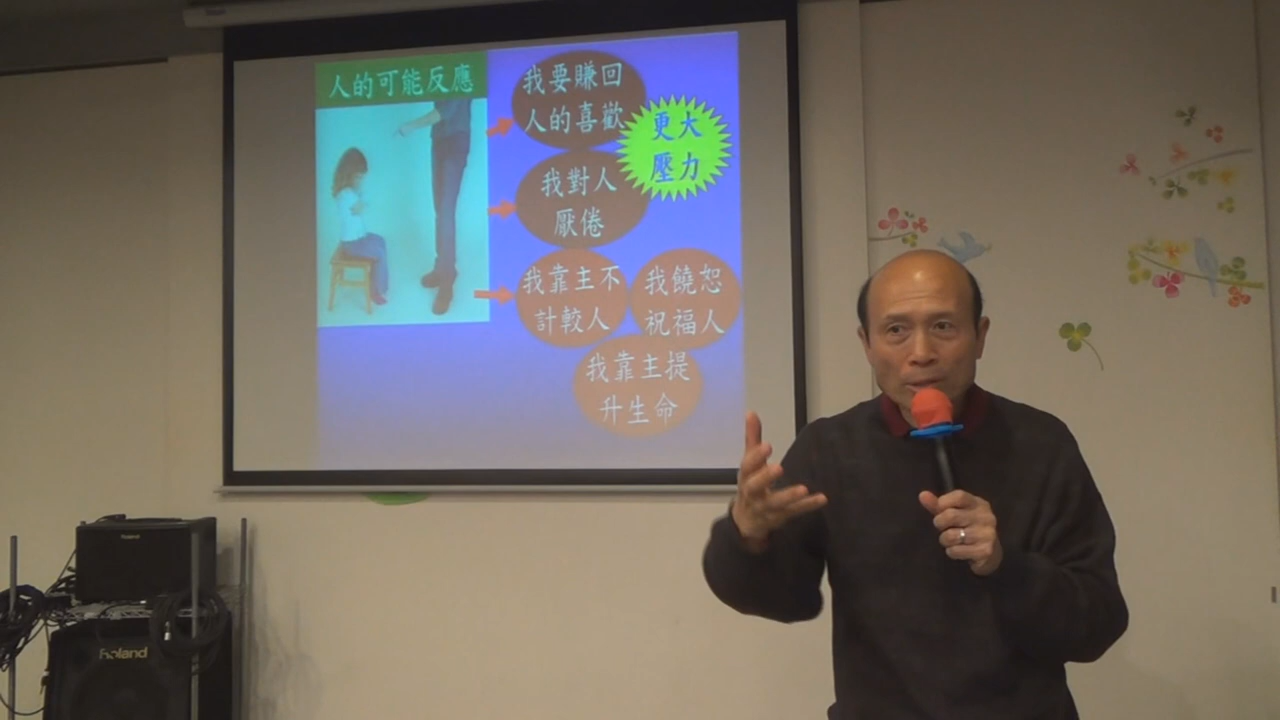 人的可能反應
我要賺回
人的喜歡
更大
壓力
我對人
厭倦
我靠主不
計較人
我饒恕
祝福人
我靠主提
升生命
Roland
Roland